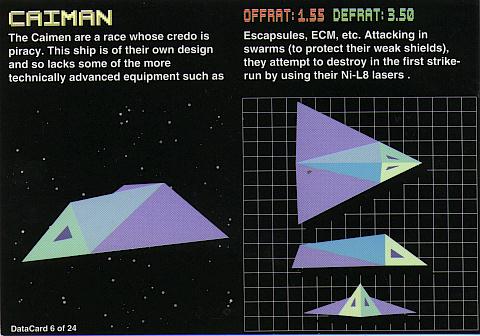 CAIMAN
The Caimen are a race whose credo is
piracy. This ship is of their own design
and so lacks some of the more
technically advanced equipment such as
OFFRAT: 1.55 DEFRAT: 3.50
Escapsules, ECM, etc. Attacking in
swarms (to protect their weak shields),
they attempt to destroy in the first strike-
run by using their Ni-L8 lasers .
DataCard 6 of 24